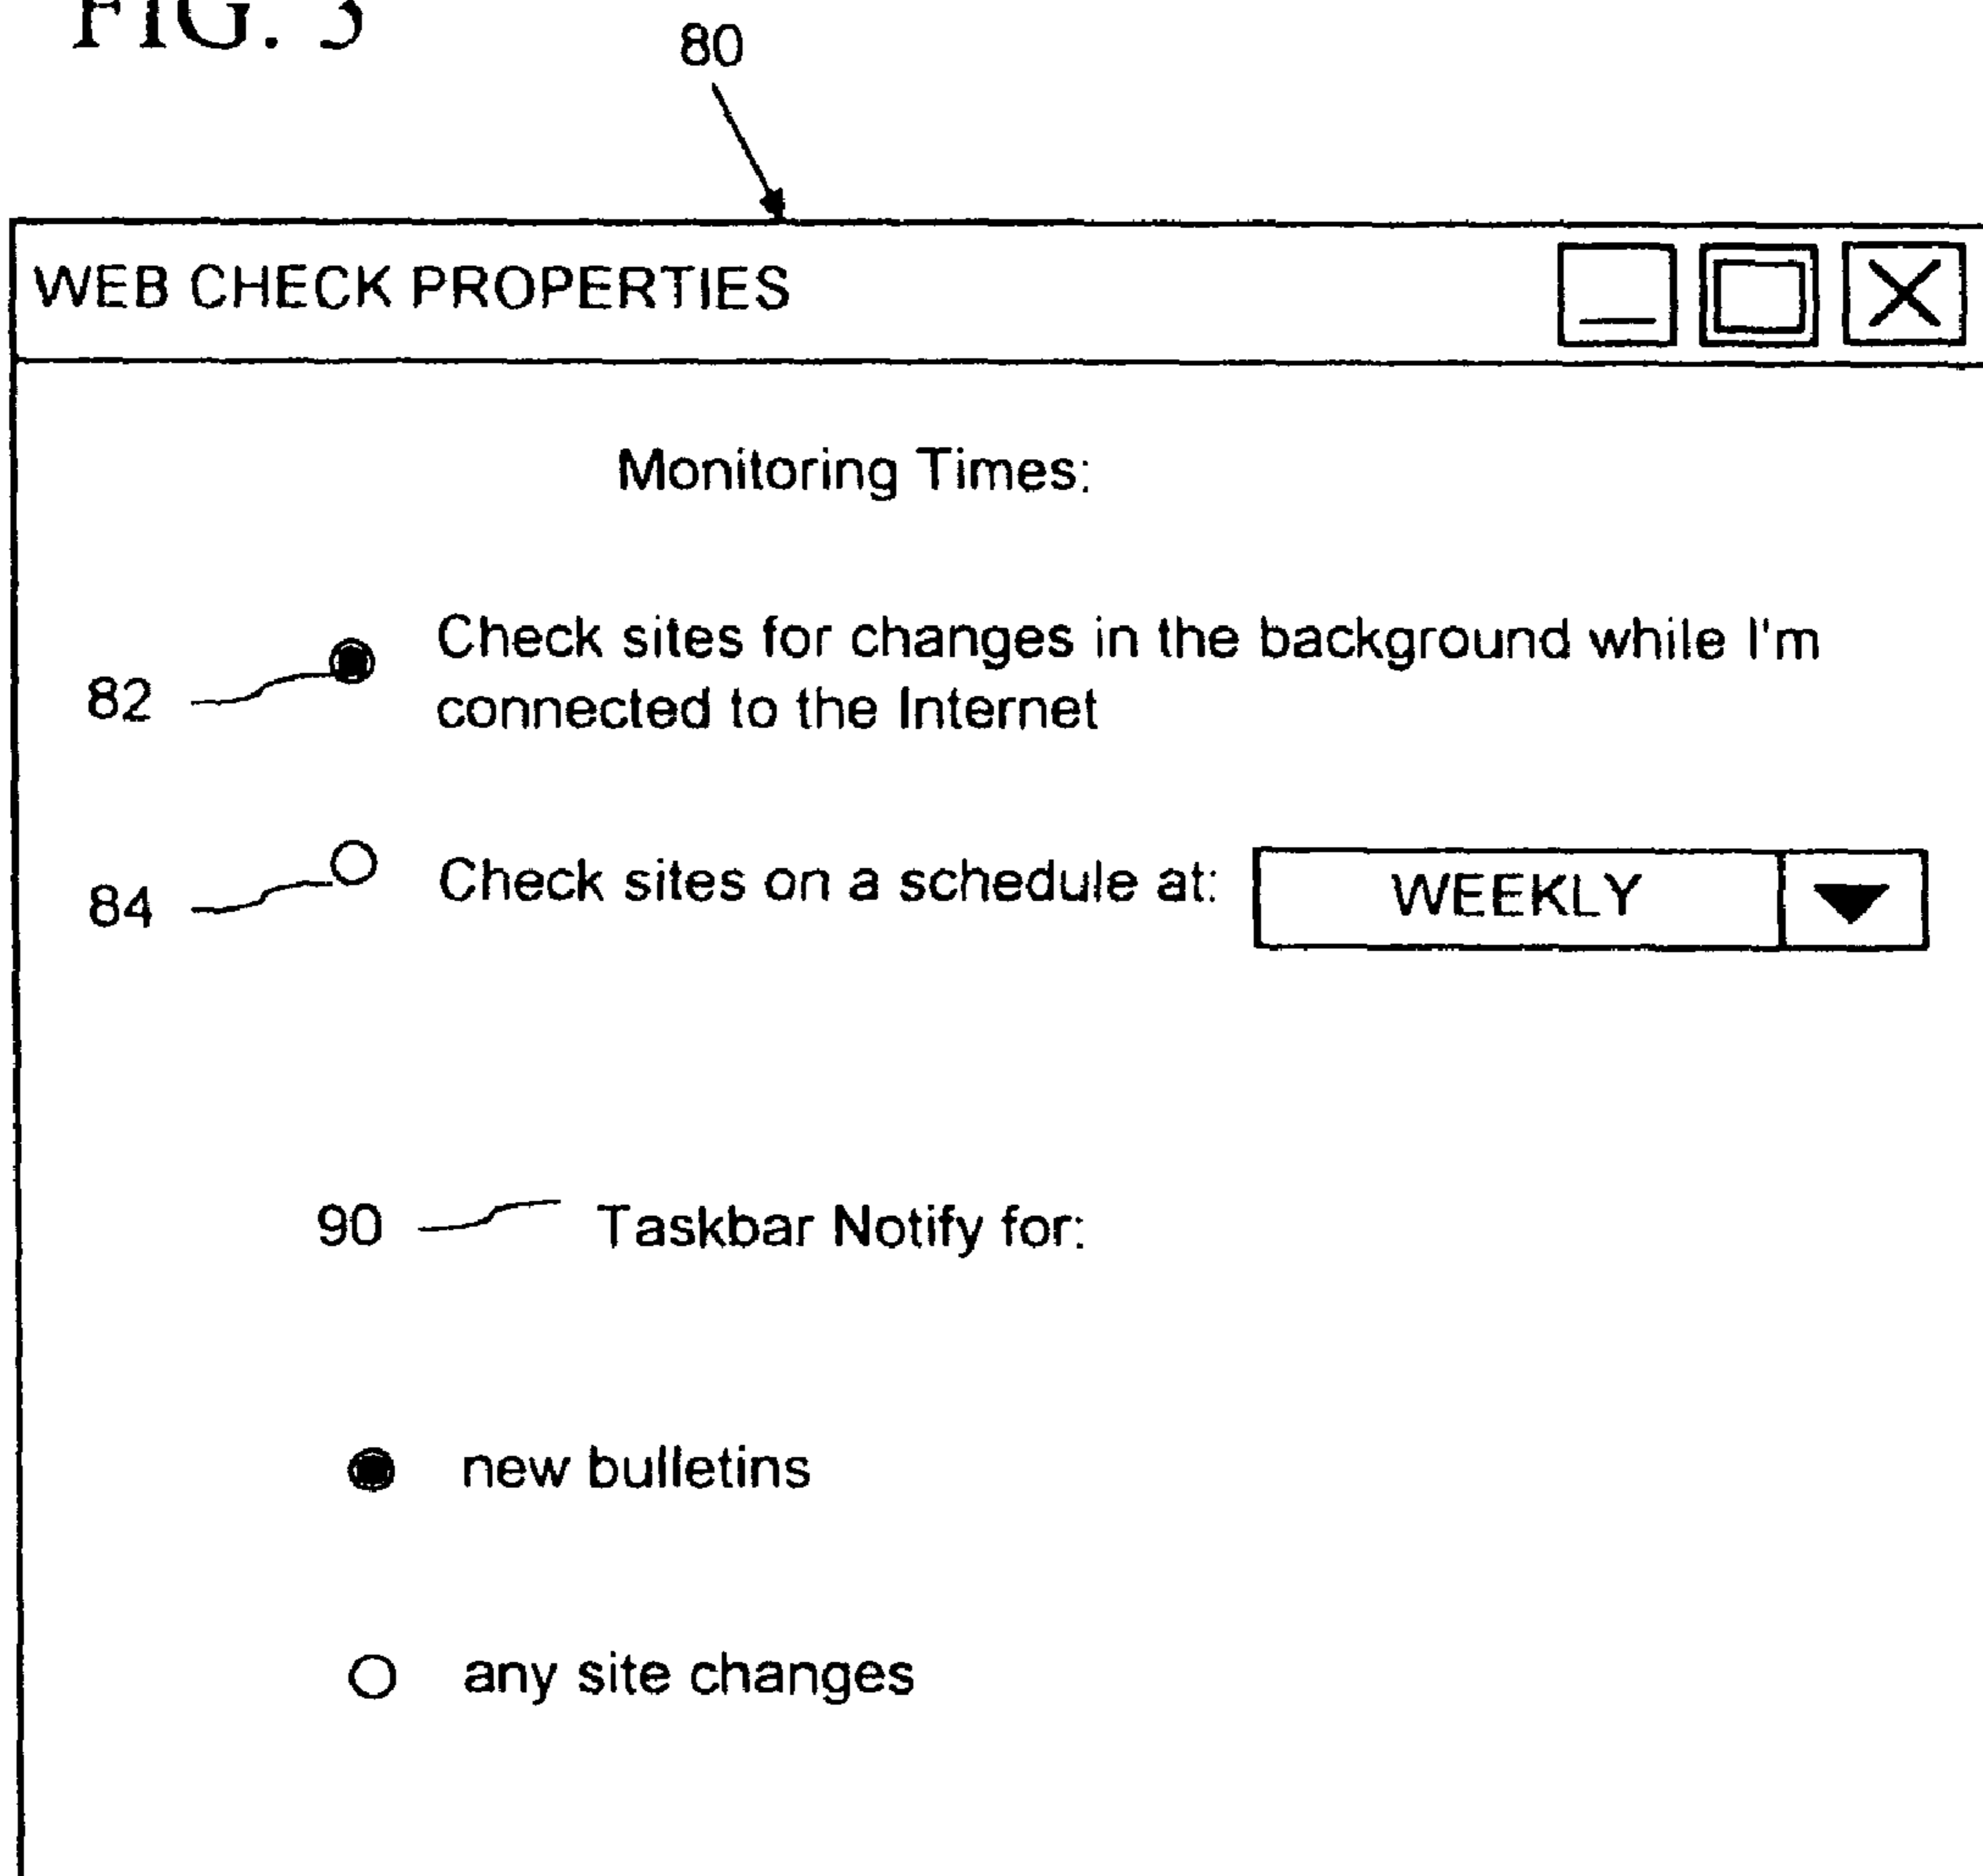 FIG.
80
WEB CHECK PROPERTIES
Monitoring Times:
82
Check sites for changes in the background while I'm
connected to the Internet
84
Check sites on a schedule at:
WEEKLY
90
Taskbar Notify for:
new bulletins
any site changes